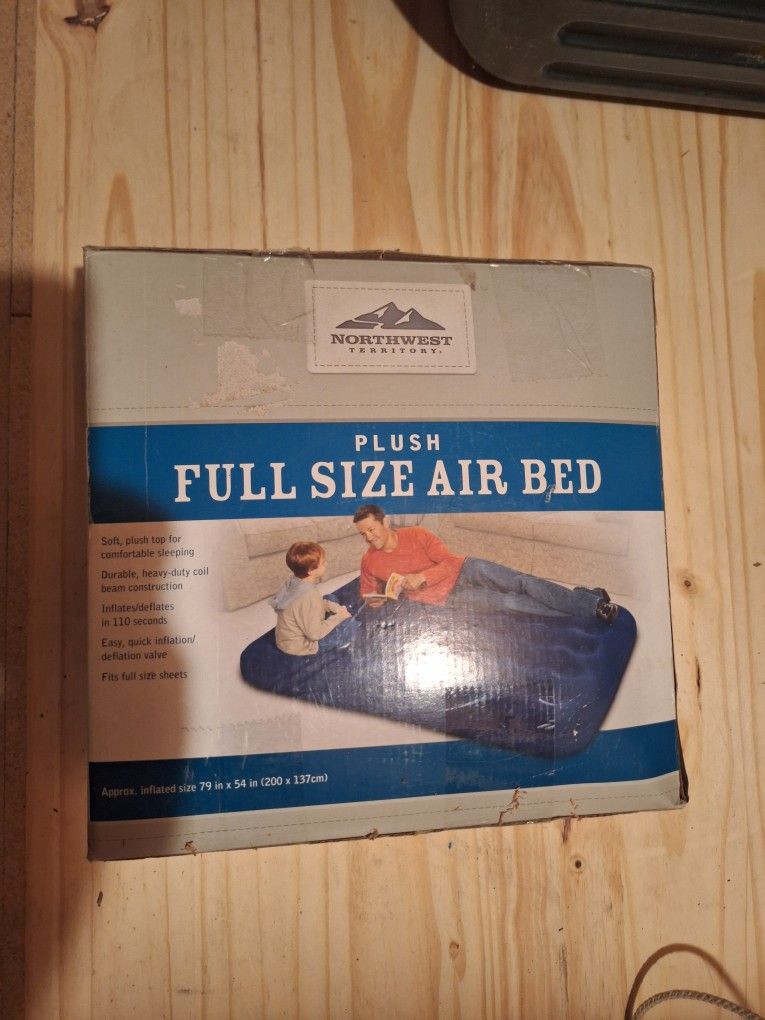 NORTHWEST
TERRITORY®
PLUSH
FULL SIZE AIR BED
Soft, plush top for
comfortable sleeping
Durable, heavy-duty coil
beam construction
Inflates/deflates
in 110 seconds
Easy, quick inflation/
deflation valve
Fits full size sheets
Approx. inflated size 79 in x 54 in (200 x 137cm)